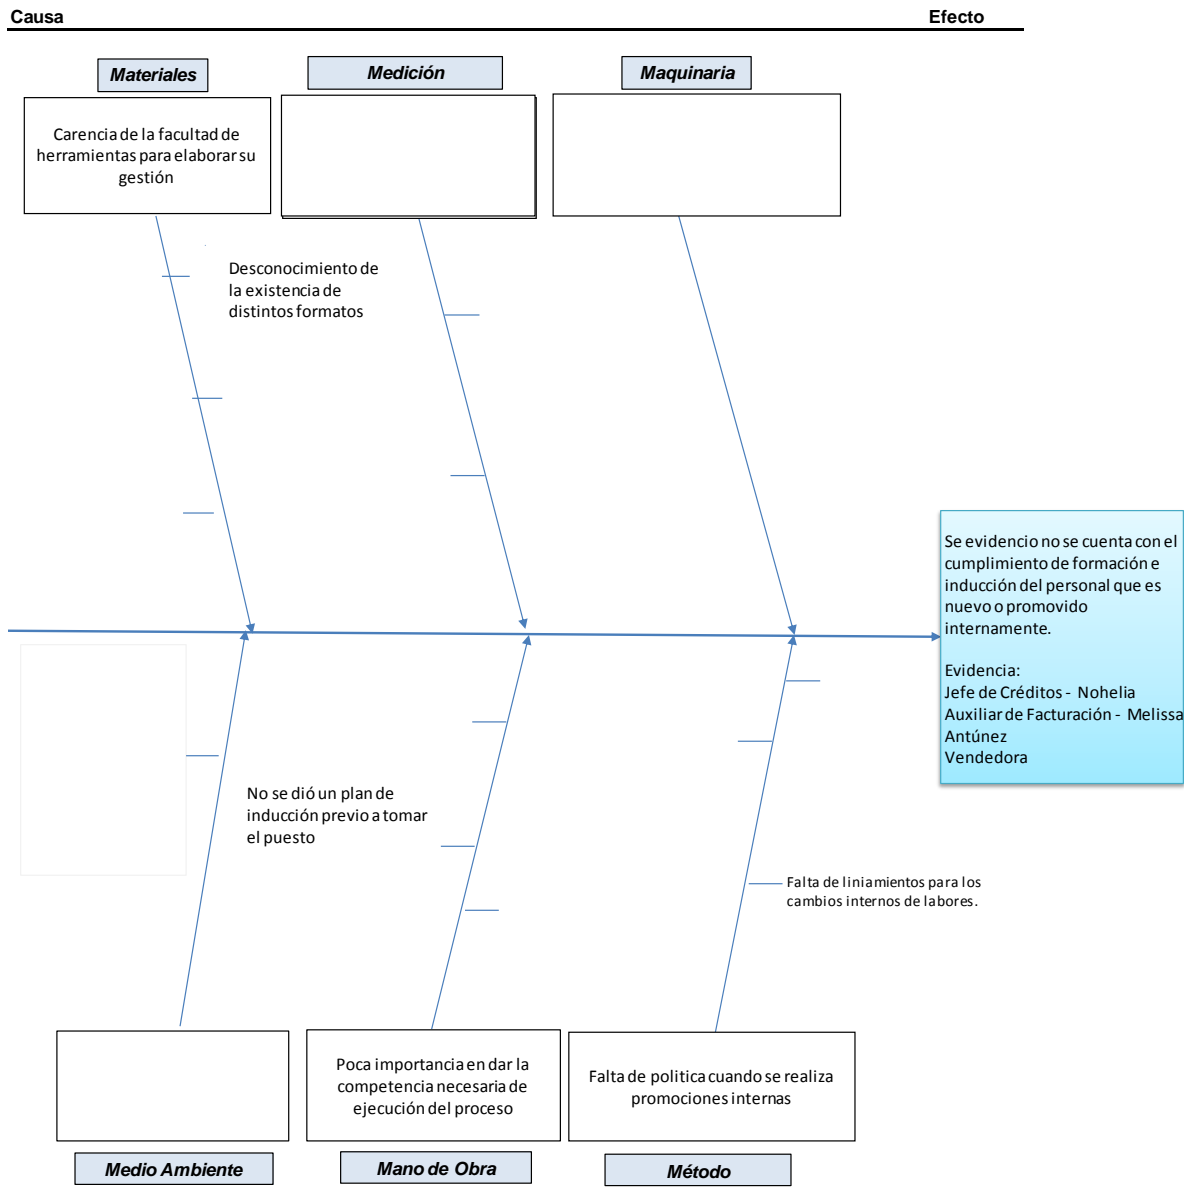 Causa
Efecto
Materiales
Medición
Maquinaria
Carencia de la facultad de
herramientas para elaborar su
gestión
Desconocimiento de
la existencia de
distintos formatos
Se evidencio no se cuenta con el
cumplimiento de formación e
inducción del personal que es
nuevo o promovido
internamente.
Evidencia:
Jefe de Créditos - Nohelia
Auxiliar de Facturación - Melissa
Antúnez
Vendedora
No se dió un plan de
inducción previo a tomar
el puesto
Falta de liniamientos para los
cambios internos de labores.
Poca importancia en dar la
competencia necesaria de
ejecución del proceso
Falta de politica cuando se realiza
promociones internas
Medio Ambiente
Mano de Obra
Método